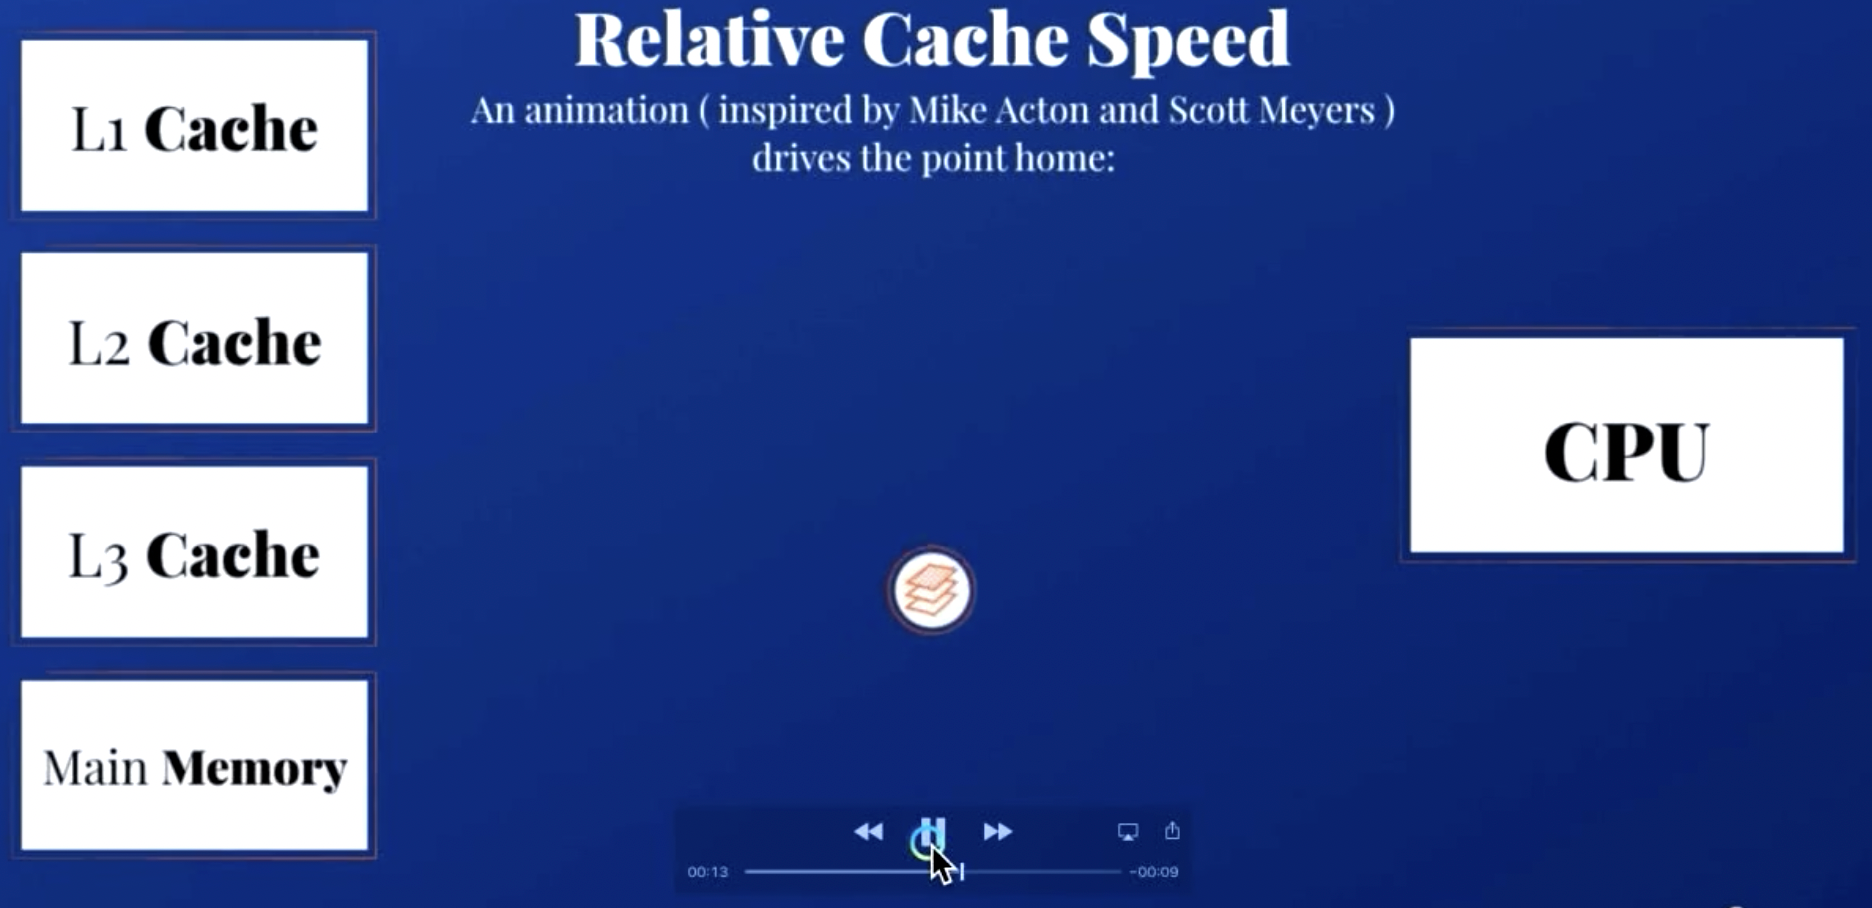 Relative Cache Speed
An animation ( inspired by Mike Acton and Scott Meyers )
drives the point home:
L1 Cache
L2 Cache
L3 Cache
Main Memory
CPU
00:13
-00:09